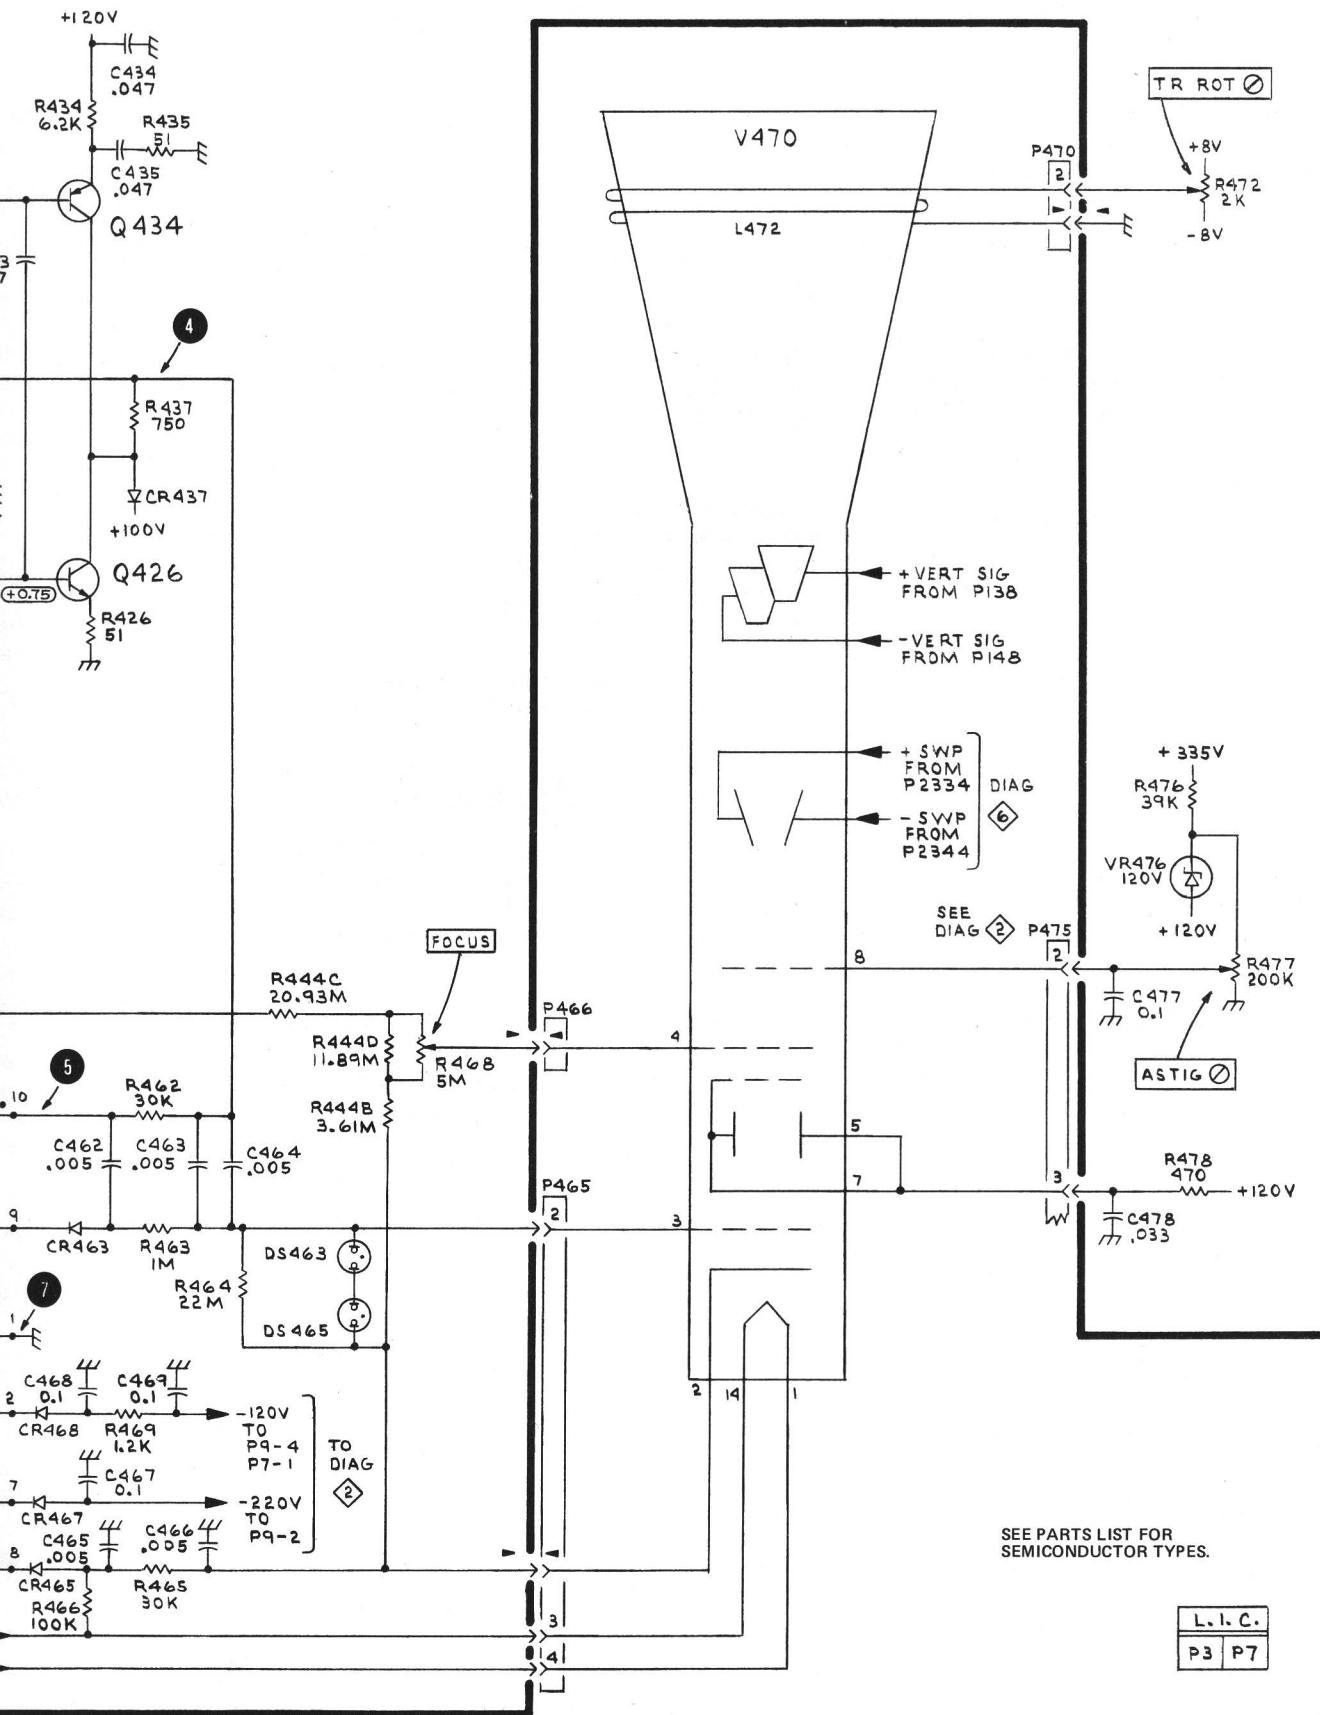 +120V
C434
.047
R434
6.2K
R435
51
C435
.047
Q434
3
7
4
R437
750
CR437
+100V
Q426
+0.75
R426
51
V470
L472
P470
2
TR ROT
+8V
R472
2K
-8V
+VERT SIG
FROM P138
-VERT SIG
FROM P148
+ SWP
FROM
P2334
DIAG
6
- SWP
FROM
P2344
+335V
R476
39K
VR476
120V
+120V
SEE
DIAG 2
P475
2
8
R477
200K
C477
0.1
ASTIG
FOCUS
R444C
20.93M
R444D
11.89M
R468
5M
R444B
3.61M
P466
4
5
10
R462
30K
C462
.005
C463
.005
C464
.005
5
7
3
R478
470
+120V
C478
.033
P465
2
3
9
CR463
R463
1M
DS463
R464
22M
DS465
7
1
2
14
1
C468
0.1
C469
0.1
2
CR468
R469
1.2K
-120V
TO
P9-4
P7-1
TO
DIAG
2
C467
0.1
7
CR467
-220V
TO
P9-2
C465
.005
C466
.005
8
CR465
R465
30K
R466
100K
3
4
SEE PARTS LIST FOR
SEMICONDUCTOR TYPES.
L.I.C.
P3 P7